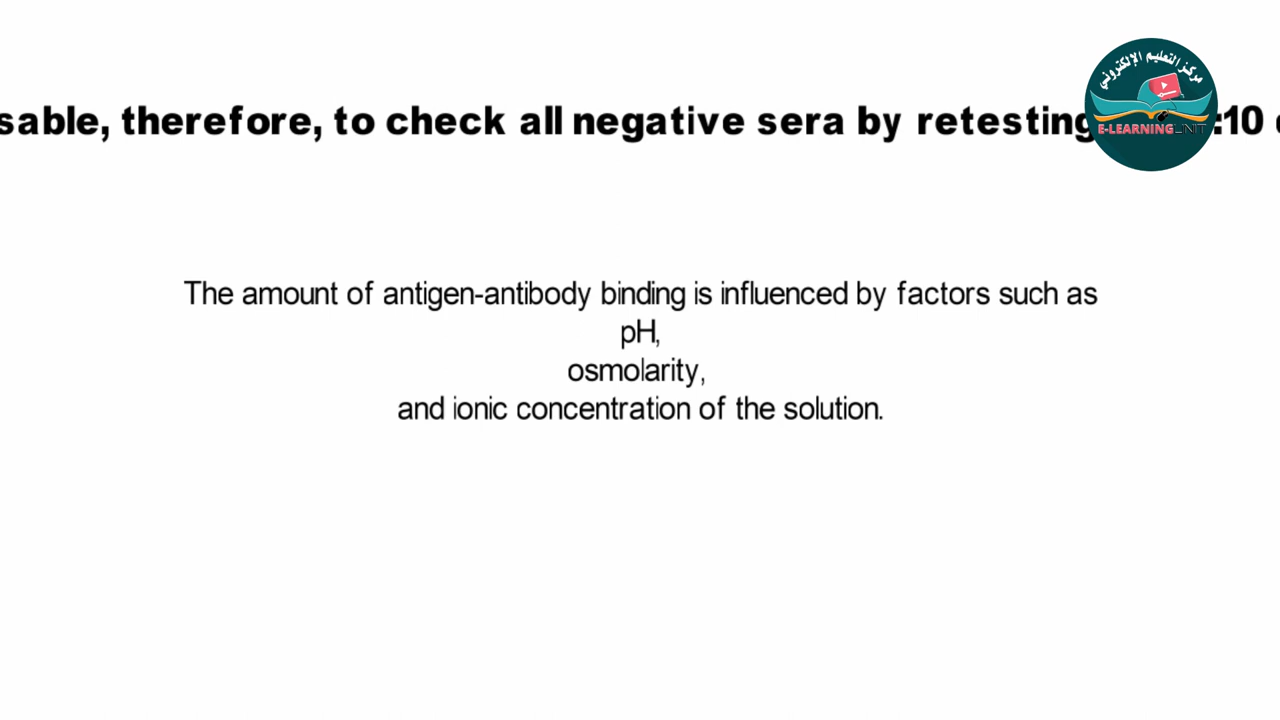 مركز التعليم الإلكتروني
sable, therefore, to check all negative sera by retesting :10
E-LEARNING UNIT
The amount of antigen-antibody binding is influenced by factors such as
pH,
osmolarity,
and ionic concentration of the solution.